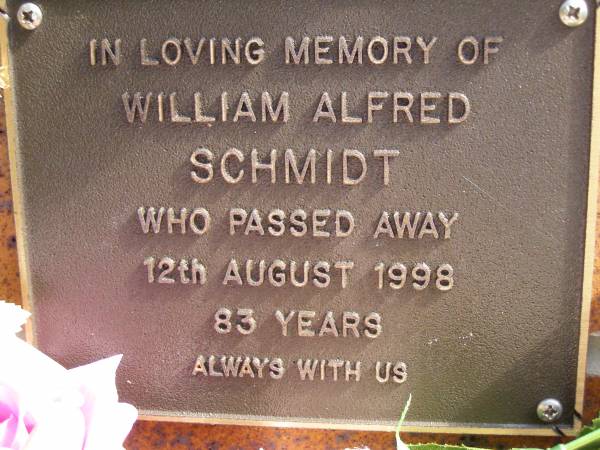 IN LOVING MEMORY OF
WILLIAM ALFRED
SCHMIDT
WHO PASSED AWAY
12th AUGUST 1998
83 YEARS
ALWAYS WITH US